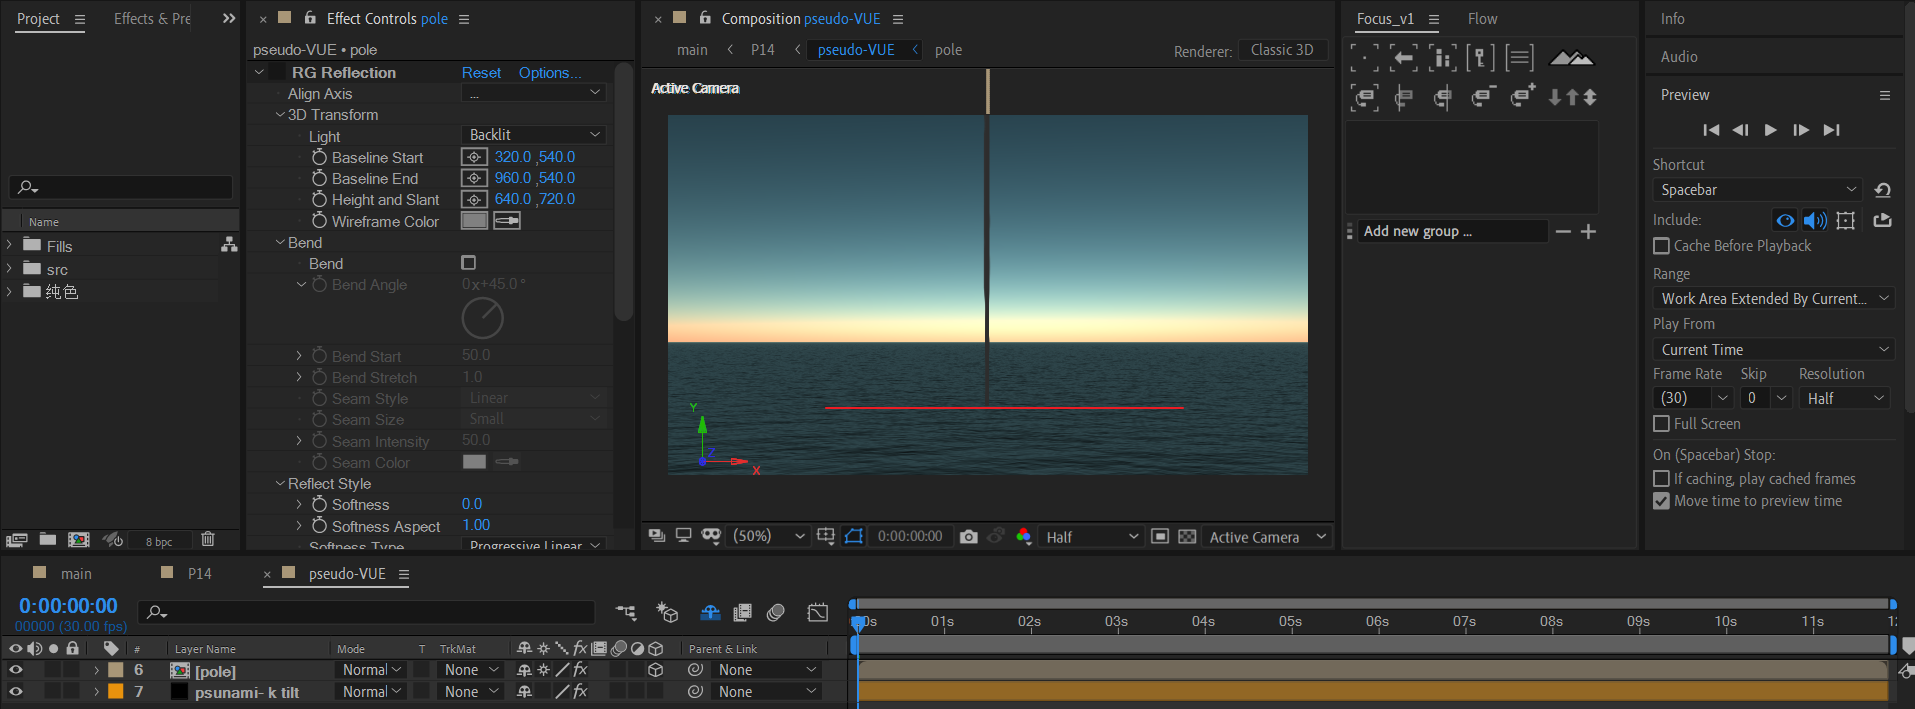 Project
Effects & Pre
Effect Controls pole
Composition pseudo-VUE
Focus_v1
Flow
Info
pseudo-VUE • pole
main
P14
pseudo-VUE
pole
Renderer:
Classic 3D
Audio
RG Reflection
Reset
Options...
Align Axis
...
3D Transform
Light
Backlit
Baseline Start
320.0 ,540.0
Baseline End
960.0 ,540.0
Height and Slant
640.0 ,720.0
Wireframe Color
Bend
Bend
Bend Angle
0x+45.0°
Bend Start
50.0
Bend Stretch
1.0
Seam Style
Linear
Seam Size
Small
Seam Intensity
50.0
Seam Color
Reflect Style
Softness
0.0
Softness Aspect
1.00
Softness Type
Progressive Linear
Name
Fills
src
纯色
8 bpc
Active Camera
Y
Z
X
(50%)
0:00:00:00
Half
Active Camera
Add new group ...
Preview
Shortcut
Spacebar
Include:
Cache Before Playback
Range
Work Area Extended By Current...
Play From
Current Time
Frame Rate
Skip
Resolution
(30)
0
Half
Full Screen
On (Spacebar) Stop:
If caching, play cached frames
Move time to preview time
main
P14
pseudo-VUE
0:00:00:00
00000 (30.00 fps)
01s
02s
03s
04s
05s
06s
07s
08s
09s
10s
11s
#
Layer Name
Mode
T
TrkMat
Parent & Link
6
[pole]
Normal
None
None
7
psunami- k tilt
Normal
None
None